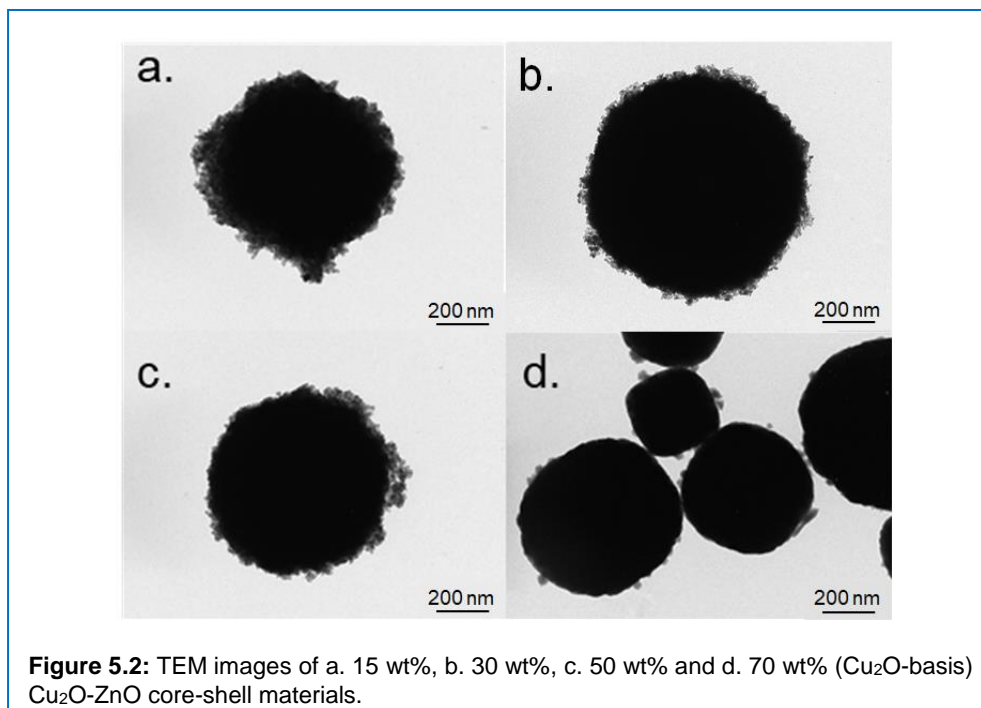 a.
b.
200 nm
200 nm
c.
d.
200 nm
200 nm
Figure 5.2: TEM images of a. 15 wt%, b. 30 wt%, c. 50 wt% and d. 70 wt% (Cu₂O-basis)
Cu₂O-ZnO core-shell materials.